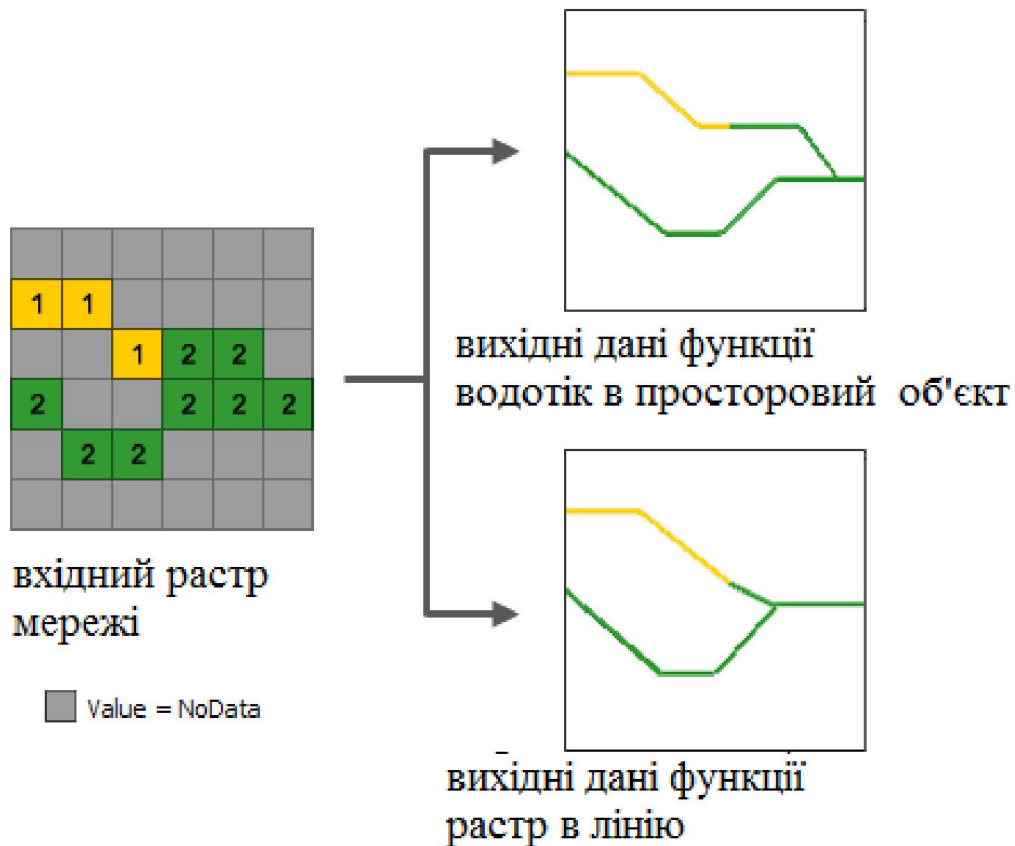 1 1
1 2 2
2 2 2 2
2 2
вхідний растр
мережі
Value = NoData
вихідні дані функції
водотік в просторовий об'єкт
вихідні дані функції
растр в лінію